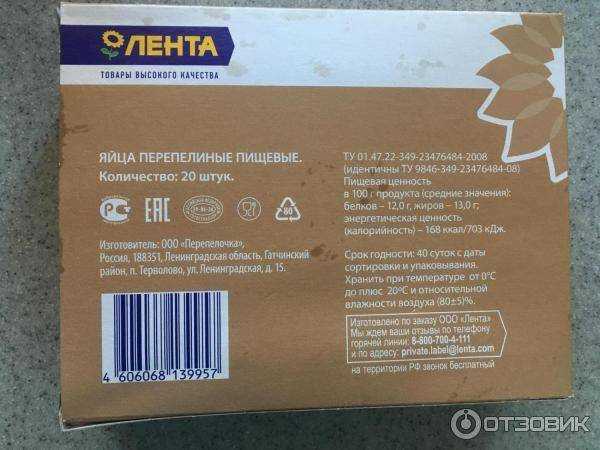 ЛЕНТА
ТОВАРЫ ВЫСОКОГО КАЧЕСТВА
ЯЙЦА ПЕРЕПЕЛИНЫЕ ПИЩЕВЫЕ.
Количество: 20 штук.
РС
ЕАС
80
Изготовитель: ООО «Перепелочка»,
Россия, 188351, Ленинградская область, Гатчинский
район, п. Терволово, ул. Ленинградская, д. 15.
4 606068 139957
ТУ 01.47.22-349-23476484-2008
(идентичны ТУ 9846-349-23476484-08)
Пищевая ценность
в 100 г продукта (средние значения):
белков – 12,0 г, жиров – 13,0 г;
энергетическая ценность
(калорийность) – 168 ккал/703 кДж.
Срок годности: 40 суток с даты
сортировки и упаковывания.
Хранить при температуре от 0°С
до плюс 20°С и относительной
влажности воздуха (80±5)%.
Изготовлено по заказу ООО «Лента»
Мы ждем ваши отзывы по телефону
горячей линии: 8-800-700-4-111
и по адресу: private.label@lenta.com
на территории РФ звонок бесплатный
ОТЗОВИК